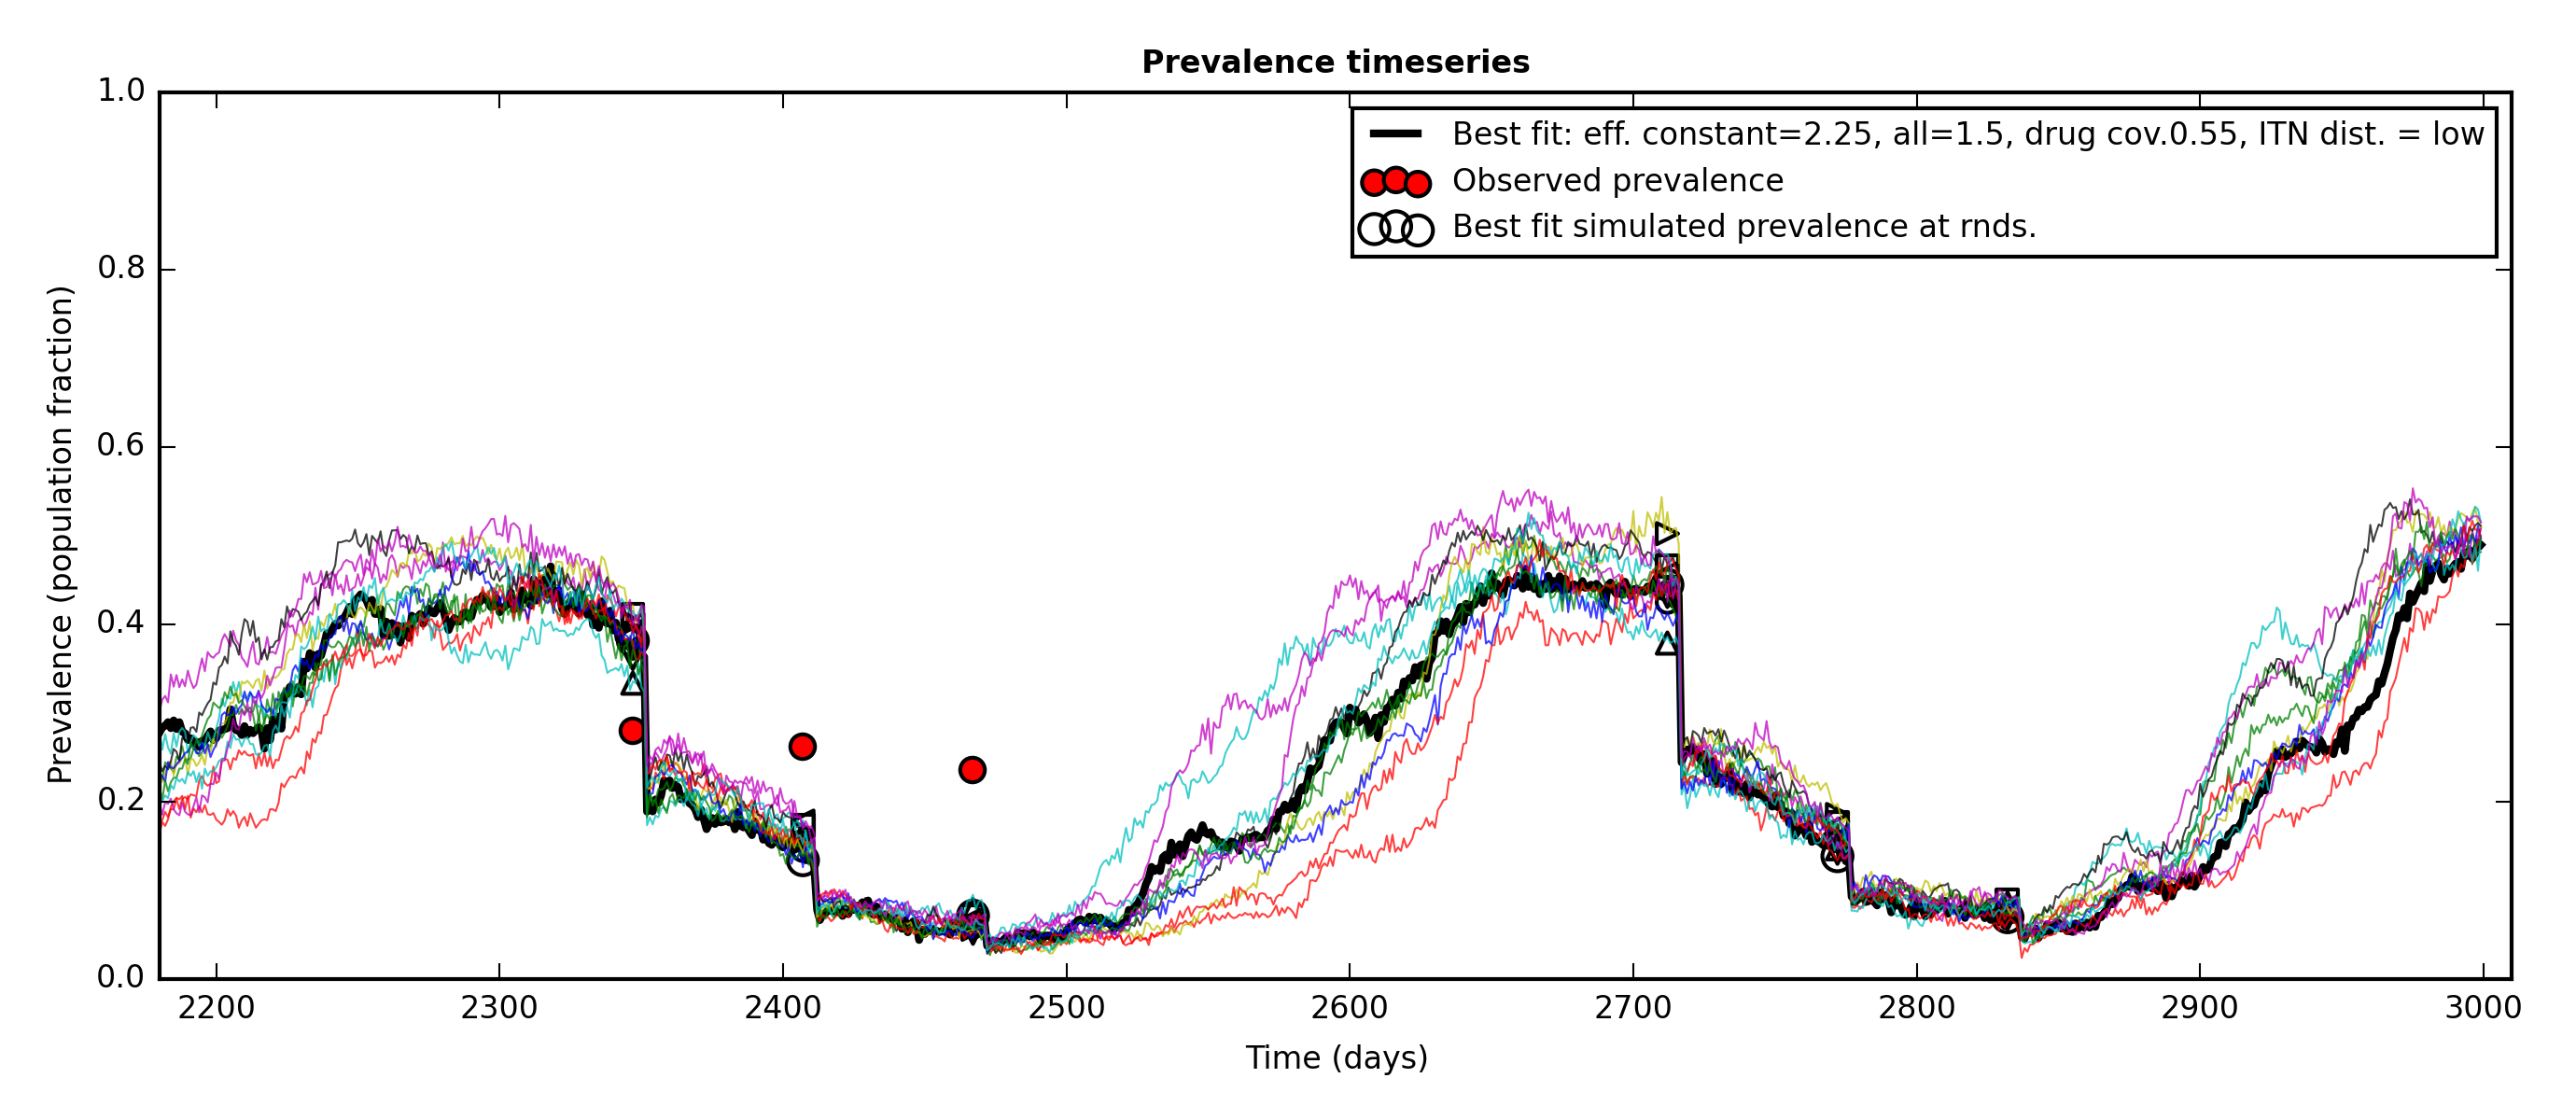 Prevalence timeseries
1.0
0.8
0.6
0.4
0.2
0.0
Prevalence (population fraction)
Best fit: eff. constant=2.25, all=1.5, drug cov.0.55, ITN dist. = low
Observed prevalence
Best fit simulated prevalence at rnds.
2200 2300 2400 2500 2600 2700 2800 2900 3000
Time (days)